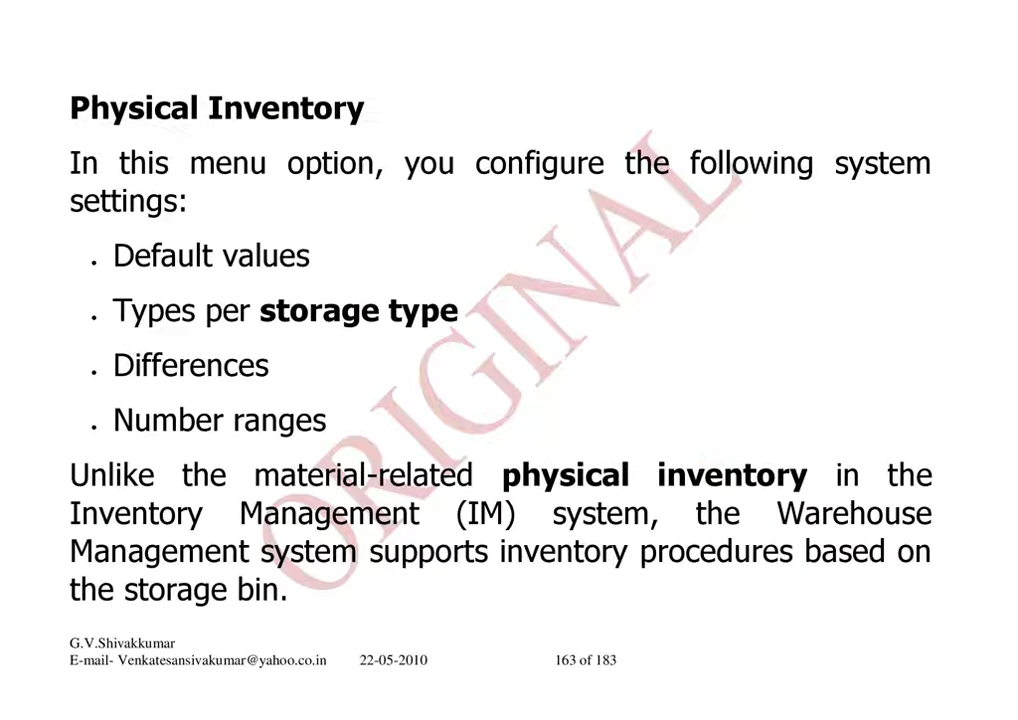 Physical Inventory
In this menu option, you configure the following system
settings:
• Default values
• Types per storage type
• Differences
• Number ranges
Unlike the material-related physical inventory in the
Inventory Management (IM) system, the Warehouse
Management system supports inventory procedures based on
the storage bin.
ORIGINAL
G.V.Shivakkumar
E-mail- Venkatesansivakumar@yahoo.co.in 22-05-2010 163 of 183